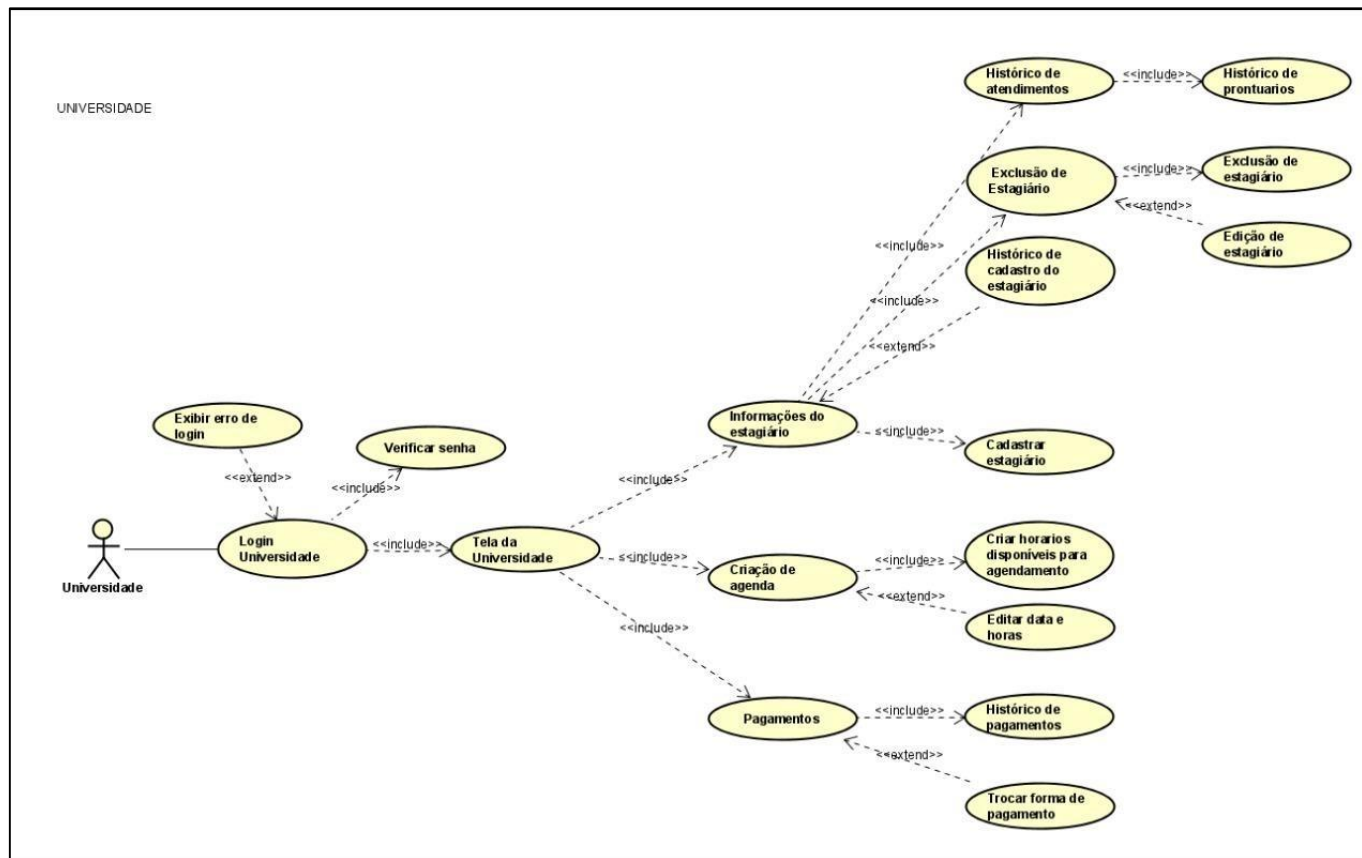 UNIVERSIDADE
Histórico de
atendimentos
<<include>>
Histórico de
prontuarios
Exclusão de
Estagiário
<<include>>
Exclusão de
estagiário
<<extend>>
Edição de
estagiário
<<include>>
Histórico de
cadastro do
estagiário
<<include>>
<<extend>>
Informações do
estagiário
<<include>>
Cadastrar
estagiário
Exibir erro de
login
Verificar senha
<<extend>>
<<include>>
<<include>>
Universidade
Login
Universidade
<<include>>
Tela da
Universidade
<<include>>
Criação de
agenda
<<include>>
Criar horarios
disponíveis para
agendamento
<<extend>>
Editar data e
horas
<<include>>
Pagamentos
<<include>>
Histórico de
pagamentos
<<extend>>
Trocar forma de
pagamento